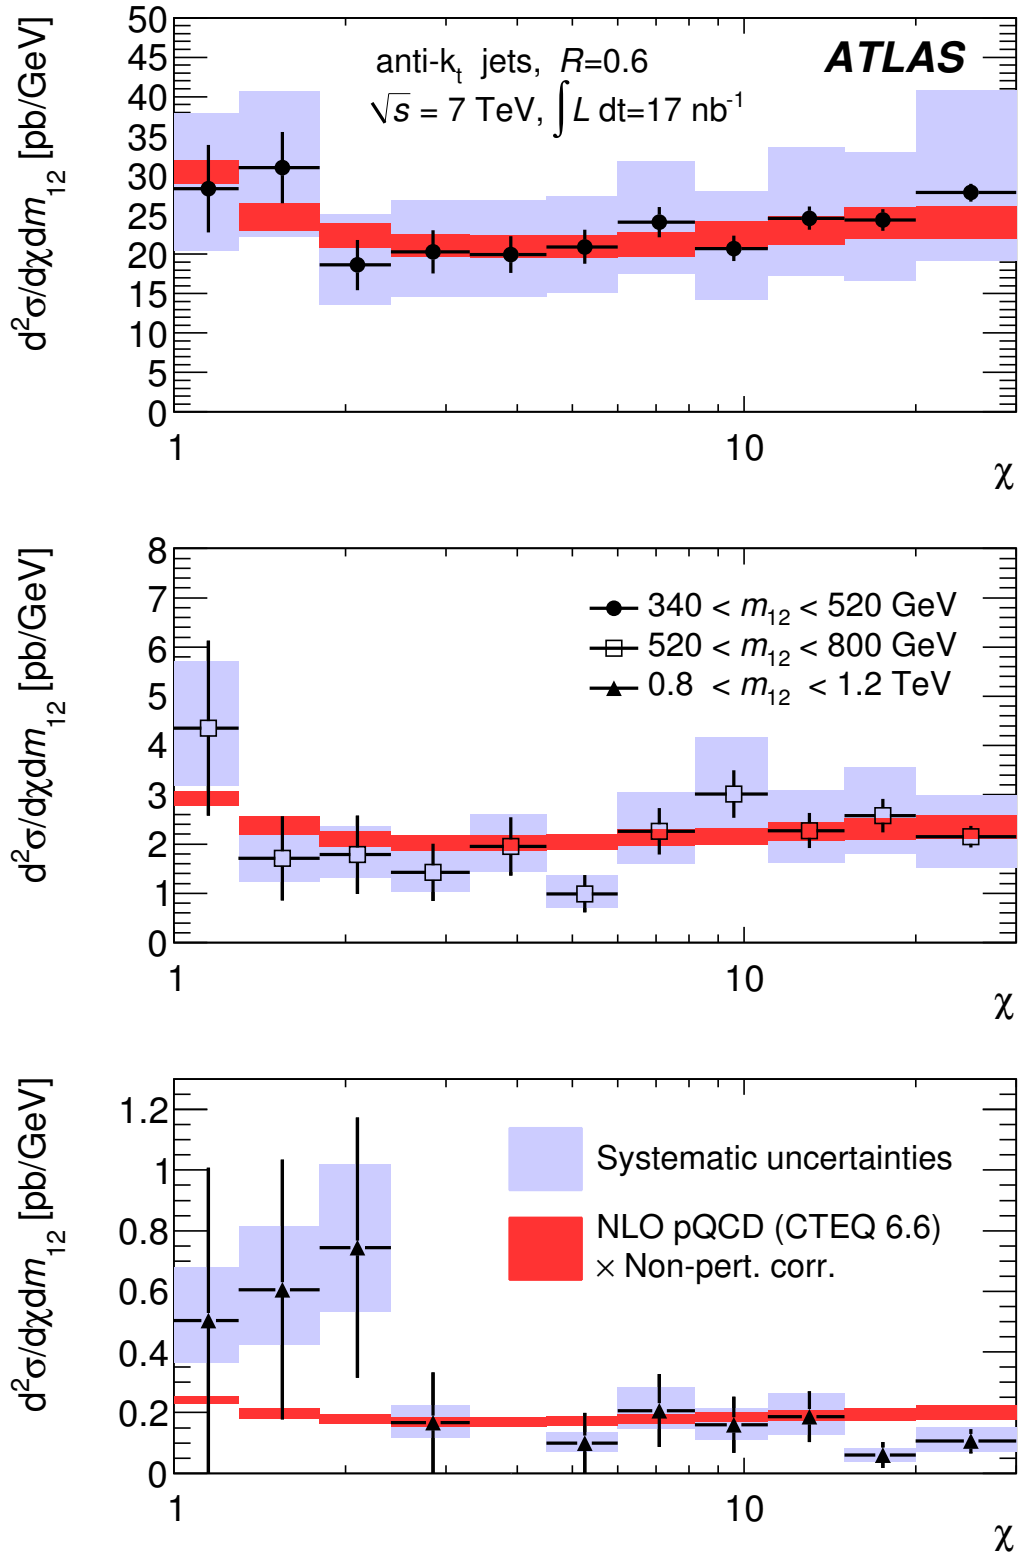 d²σ/dχdm₁₂ [pb/GeV]
50
45
40
35
30
25
20
15
10
5
0
anti-kₜ jets, R=0.6
ATLAS
√s = 7 TeV, ∫L dt=17 nb⁻¹
1
10
χ
d²σ/dχdm₁₂ [pb/GeV]
8
7
6
5
4
3
2
1
0
340 < m₁₂ < 520 GeV
520 < m₁₂ < 800 GeV
0.8 < m₁₂ < 1.2 TeV
1
10
χ
d²σ/dχdm₁₂ [pb/GeV]
1.2
1
0.8
0.6
0.4
0.2
0
Systematic uncertainties
NLO pQCD (CTEQ 6.6)
× Non-pert. corr.
1
10
χ